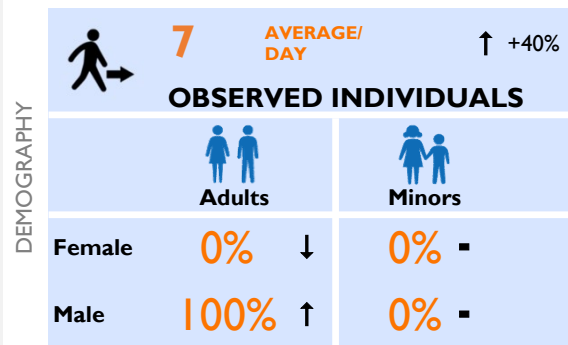 7 AVERAGE/
DAY
↑ +40%
OBSERVED INDIVIDUALS
DEMOGRAPHY
Adults Minors
Female 0% ↓ 0% -
Male 100% ↑ 0% -